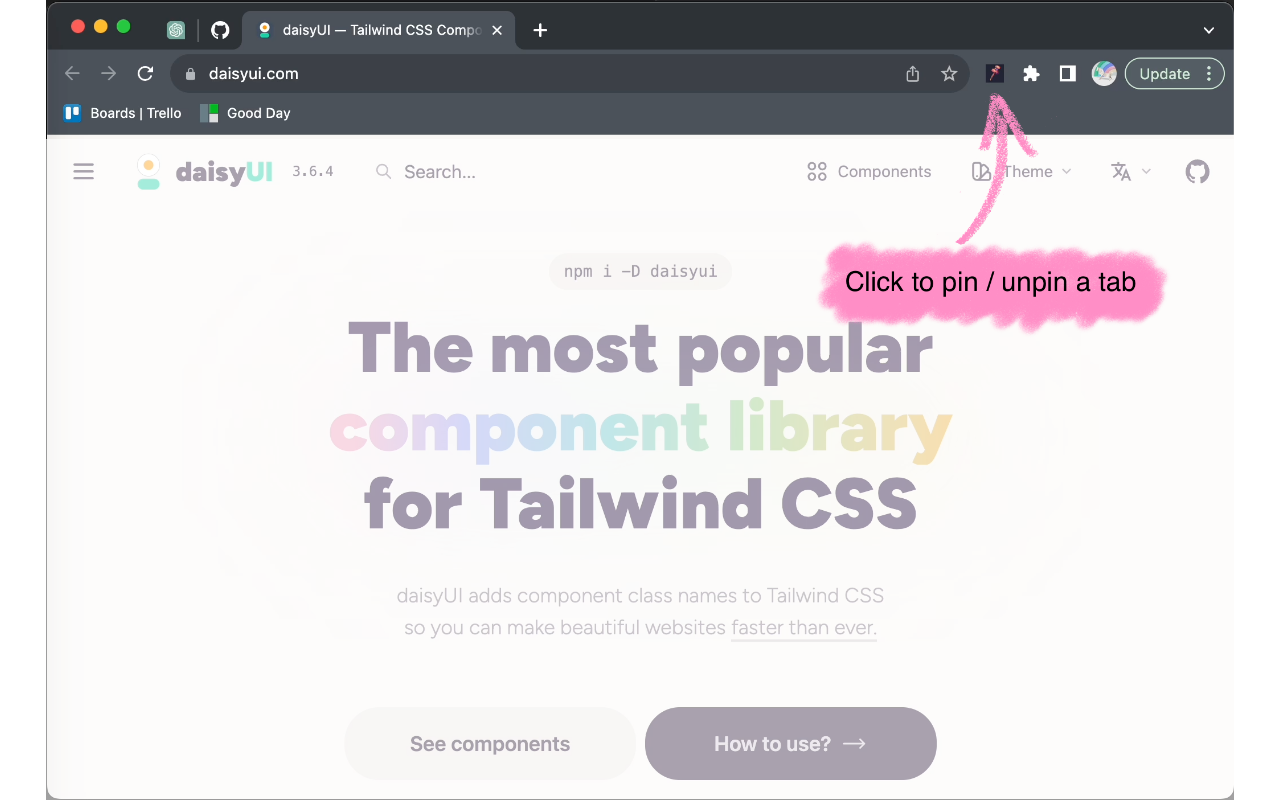 daisyUI — Tailwind CSS Compo
daisyui.com
Update
Boards | Trello
Good Day
daisyUI 3.6.4
Search...
Components
Theme
Click to pin / unpin a tab
npm i -D daisyui
The most popular
component library
for Tailwind CSS
daisyUI adds component class names to Tailwind CSS
so you can make beautiful websites faster than ever.
See components
How to use? →